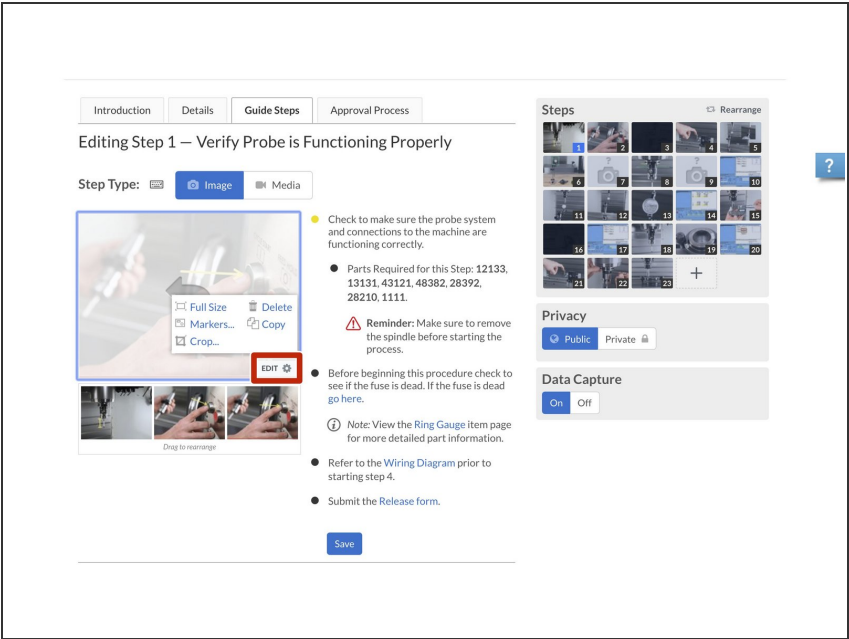 Introduction
Details
Guide Steps
Approval Process
Editing Step 1 — Verify Probe is Functioning Properly
Step Type:
Image
Media
Full Size
Delete
Markers...
Copy
Crop...
EDIT
Drag to rearrange
Check to make sure the probe system
and connections to the machine are
functioning correctly.
Parts Required for this Step: 12133,
13131, 43121, 48382, 28392,
28210, 1111.
Reminder: Make sure to remove
the spindle before starting the
process.
Before beginning this procedure check to
see if the fuse is dead. If the fuse is dead
go here.
Note: View the Ring Gauge item page
for more detailed part information.
Refer to the Wiring Diagram prior to
starting step 4.
Submit the Release form.
Save
Steps
Rearrange
1 2 3 4 5
6 7 8 9 10
11 12 13 14 15
16 17 18 19 20
21 22 23 +
Privacy
Public
Private
Data Capture
On
Off
?